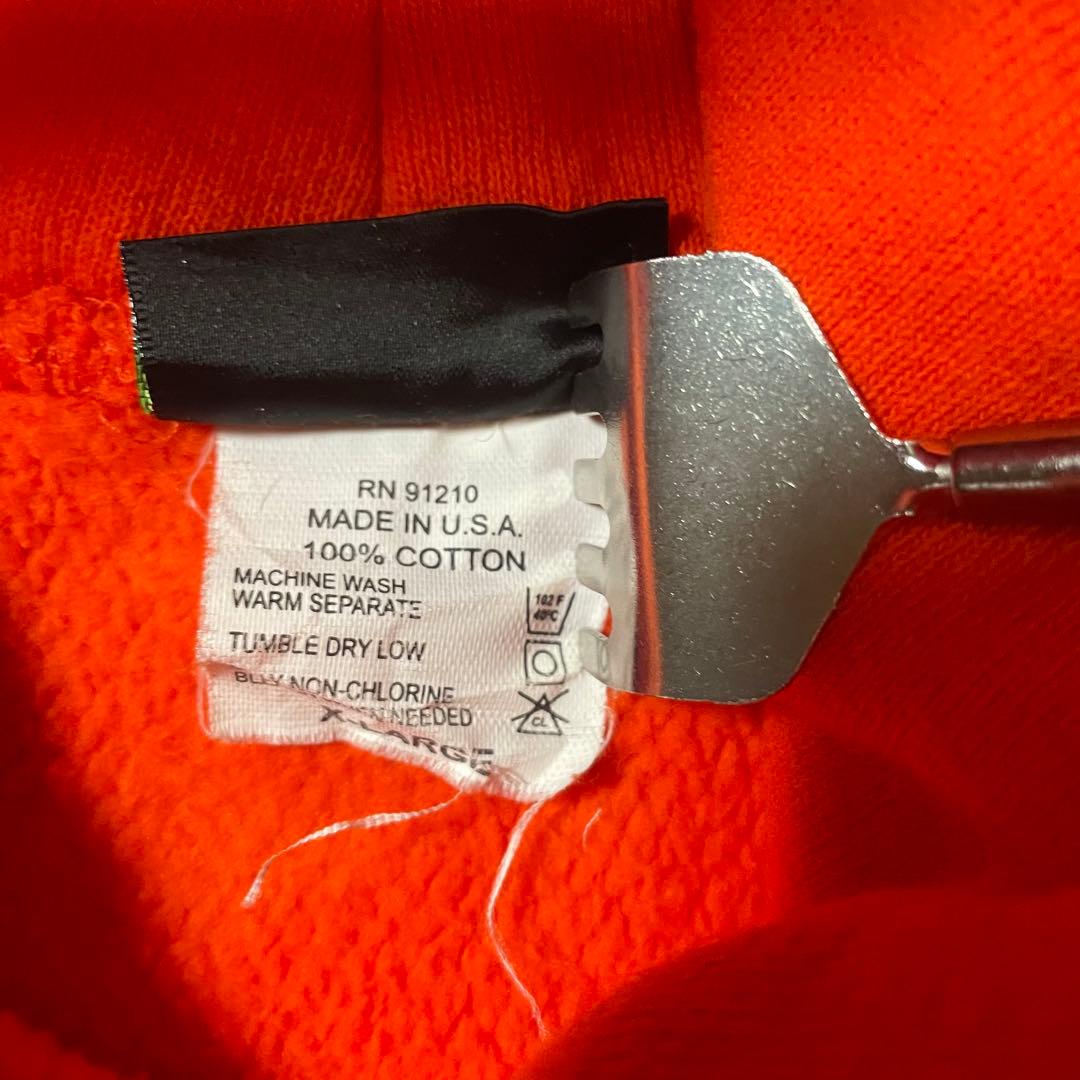 RN 91210
MADE IN U.S.A.
100% COTTON
MACHINE WASH
WARM SEPARATE
102 F
40°C
TUMBLE DRY LOW
NON-CHLORINE
NEEDED
CL
X-LARGE